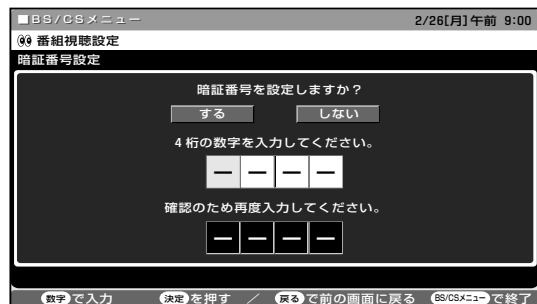 ■BS/CSメニュー 2/26[月]午前 9:00
番組視聴設定
暗証番号設定
暗証番号を設定しますか？
する しない
4桁の数字を入力してください。
－ － － －
確認のため再度入力してください。
－ － － －
数字で入力 決定を押す ／ 戻るで前の画面に戻る BS/CSメニューで終了